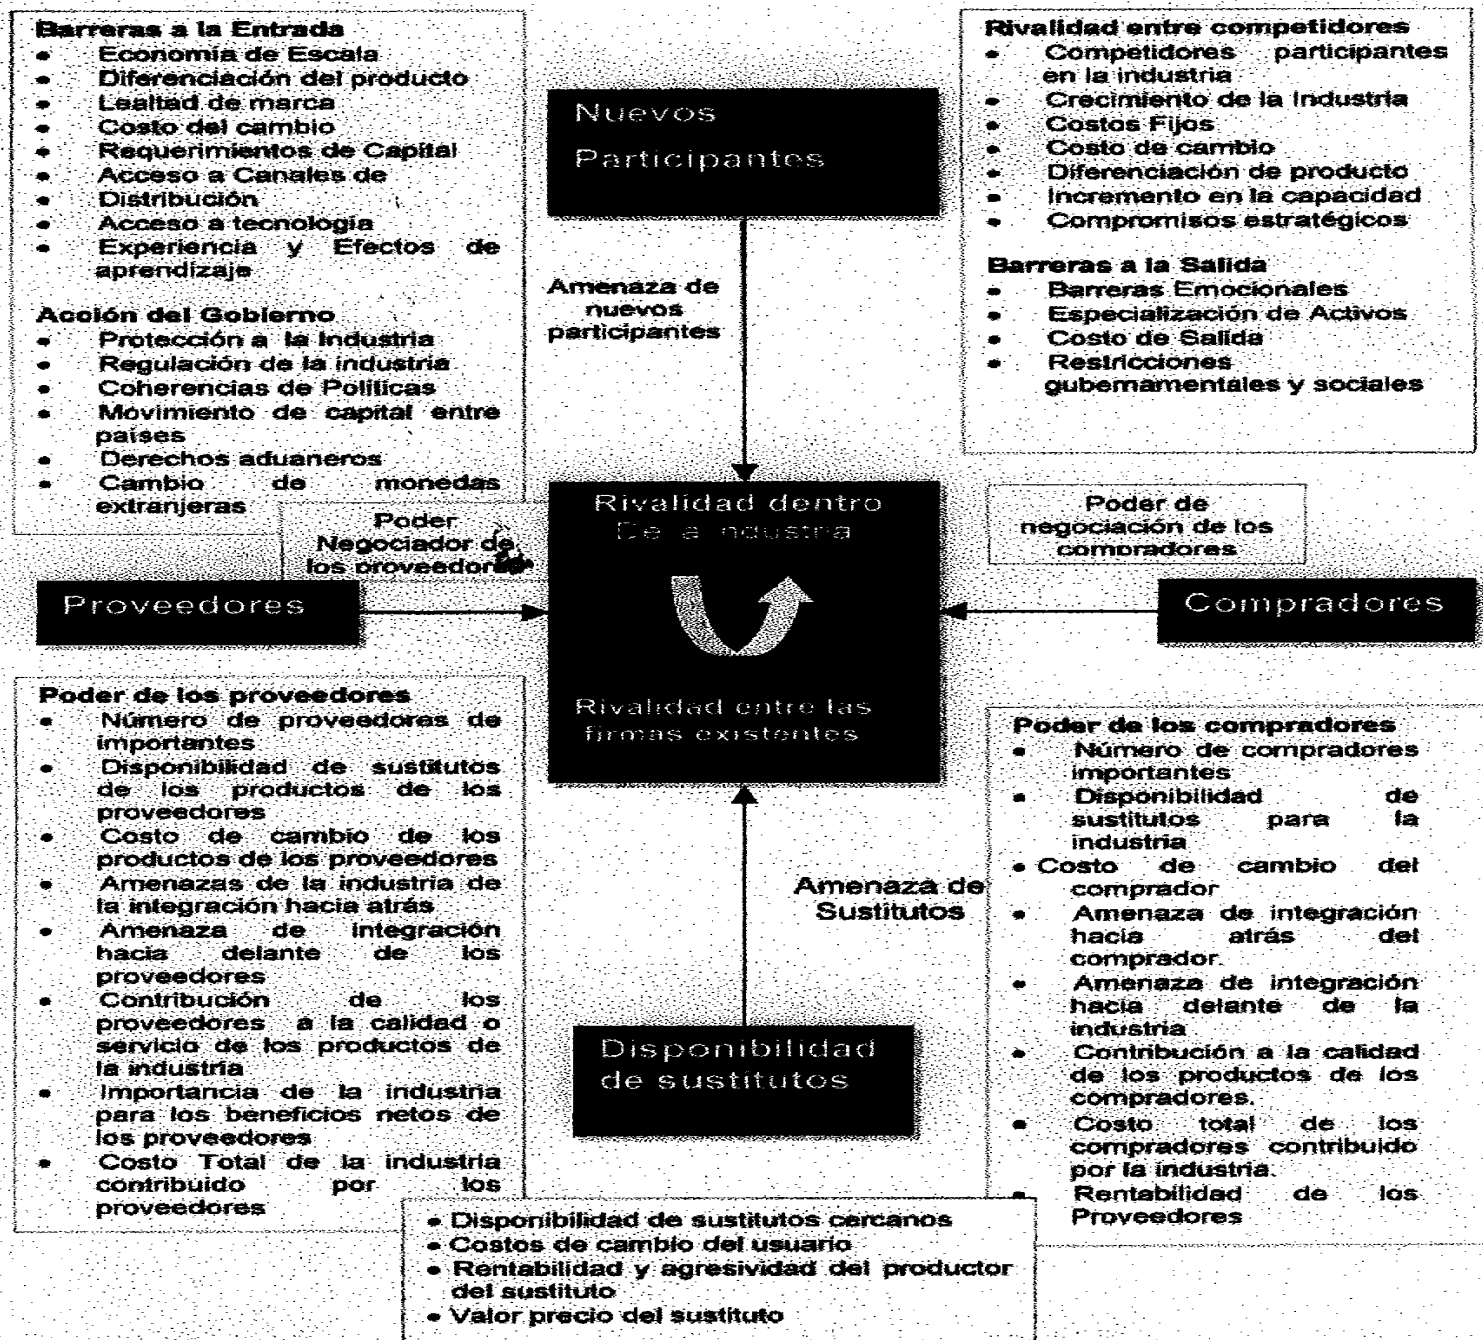 Barreras a la Entrada
• Economía de Escala
• Diferenciación del producto
• Lealtad de marca
• Costo del cambio
• Requerimientos de Capital
• Acceso a Canales de
• Distribución
• Acceso a tecnología
• Experiencia y Efectos de
aprendizaje
Acción del Gobierno
• Protección a la Industria
• Regulación de la industria
• Coherencias de Políticas
• Movimiento de capital entre
países
• Derechos aduaneros
• Cambio de monedas
extranjeras
Nuevos
Participantes
Amenaza de
nuevos
participantes
Rivalidad entre competidores
• Competidores participantes
en la industria
• Crecimiento de la Industria
• Costos Fijos
• Costo de cambio
• Diferenciación de producto
• Incremento en la capacidad
• Compromisos estratégicos
Barreras a la Salida
• Barreras Emocionales
• Especialización de Activos
• Costo de Salida
• Restricciones
gubernamentales y sociales
Poder
Negociador de
los proveedores
Proveedores
Rivalidad dentro
De la industria
Rivalidad entre las
firmas existentes
Poder de
negociación de los
compradores
Compradores
Poder de los proveedores
• Número de proveedores de
importantes
• Disponibilidad de sustitutos
de los productos de los
proveedores
• Costo de cambio de los
productos de los proveedores
• Amenazas de la industria de
la integración hacia atrás
• Amenaza de integración
hacia delante de los
proveedores
• Contribución de los
proveedores a la calidad o
servicio de los productos de
la industria
• Importancia de la industria
para los beneficios netos de
los proveedores
• Costo Total de la industria
contribuido por los
proveedores
Amenaza de
Sustitutos
Disponibilidad
de sustitutos
Poder de los compradores
• Número de compradores
importantes
• Disponibilidad de
sustitutos para la
industria
• Costo de cambio del
comprador
• Amenaza de integración
hacia atrás del
comprador.
• Amenaza de integración
hacia delante de la
industria
• Contribución a la calidad
de los productos de los
compradores.
• Costo total de los
compradores contribuido
por la industria.
• Rentabilidad de los
Proveedores
• Disponibilidad de sustitutos cercanos
• Costos de cambio del usuario
• Rentabilidad y agresividad del productor
del sustituto
• Valor precio del sustituto